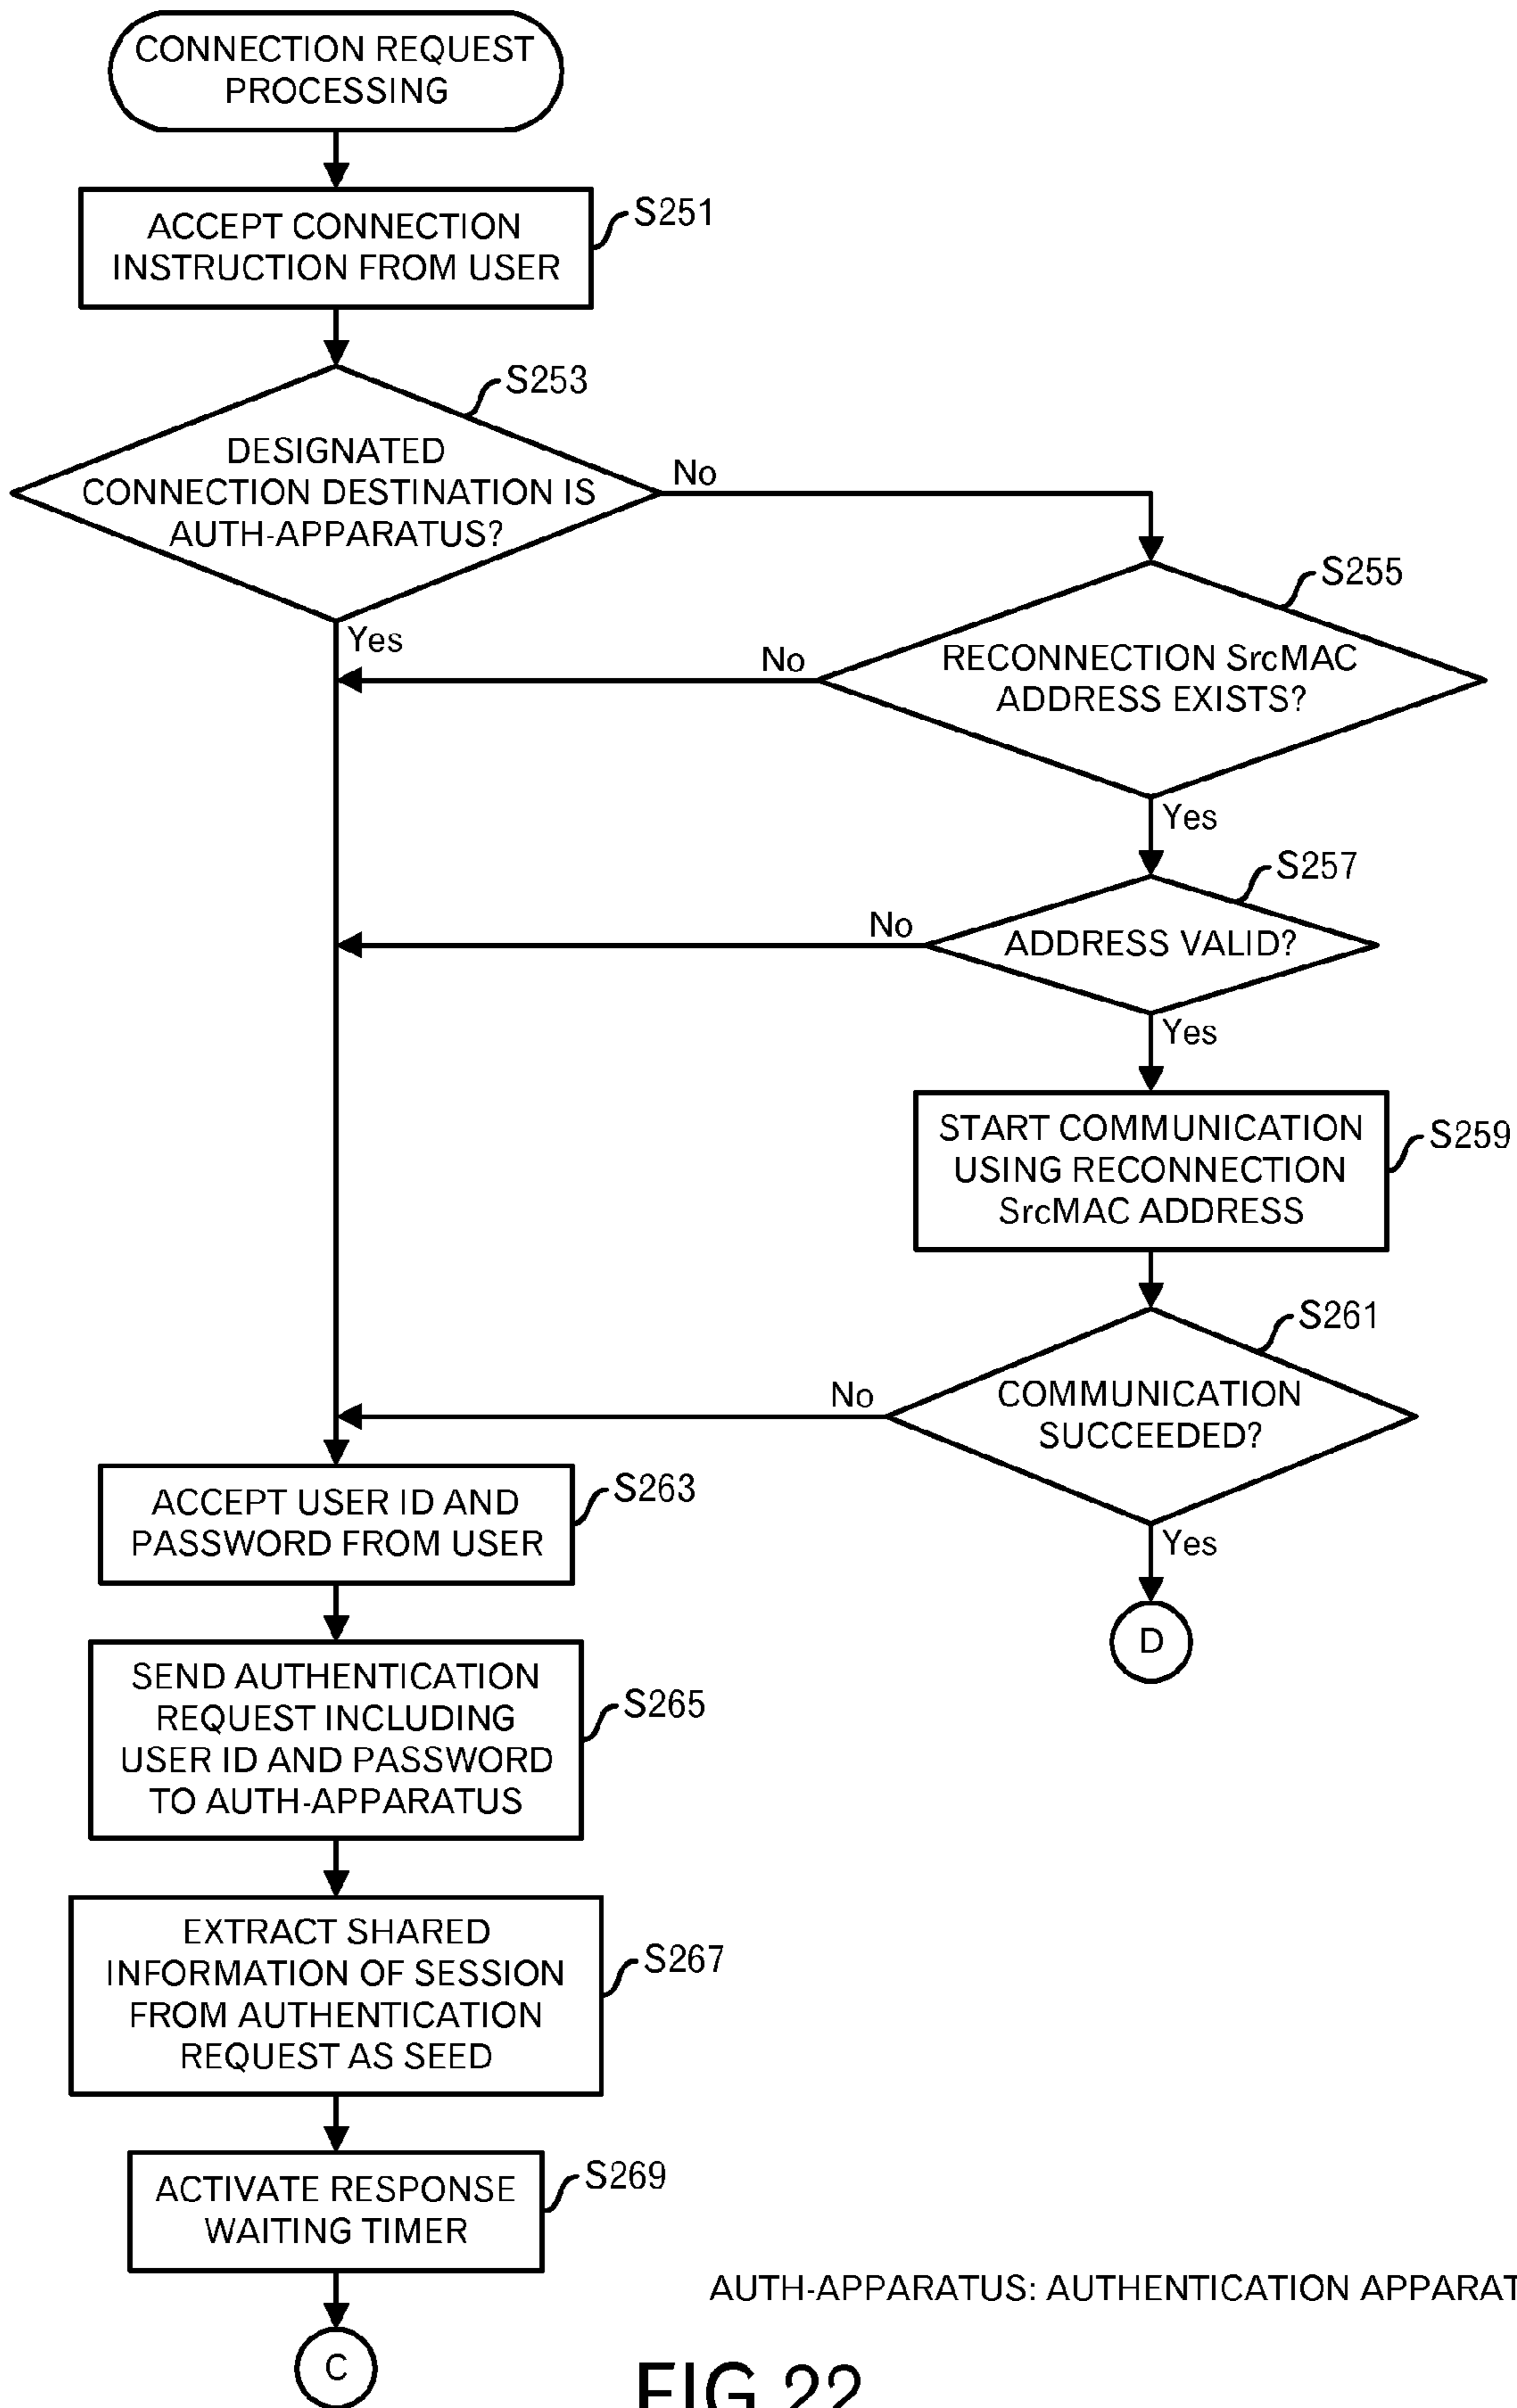 CONNECTION REQUEST
PROCESSING
ACCEPT CONNECTION
INSTRUCTION FROM USER
S251
S253
DESIGNATED
CONNECTION DESTINATION IS
AUTH-APPARATUS?
No
Yes
S255
RECONNECTION SrcMAC
ADDRESS EXISTS?
No
Yes
S257
ADDRESS VALID?
No
Yes
START COMMUNICATION
USING RECONNECTION
SrcMAC ADDRESS
S259
S261
COMMUNICATION
SUCCEEDED?
No
Yes
D
ACCEPT USER ID AND
PASSWORD FROM USER
S263
SEND AUTHENTICATION
REQUEST INCLUDING
USER ID AND PASSWORD
TO AUTH-APPARATUS
S265
EXTRACT SHARED
INFORMATION OF SESSION
FROM AUTHENTICATION
REQUEST AS SEED
S267
ACTIVATE RESPONSE
WAITING TIMER
S269
C
AUTH-APPARATUS: AUTHENTICATION APPARAT
FIG.22